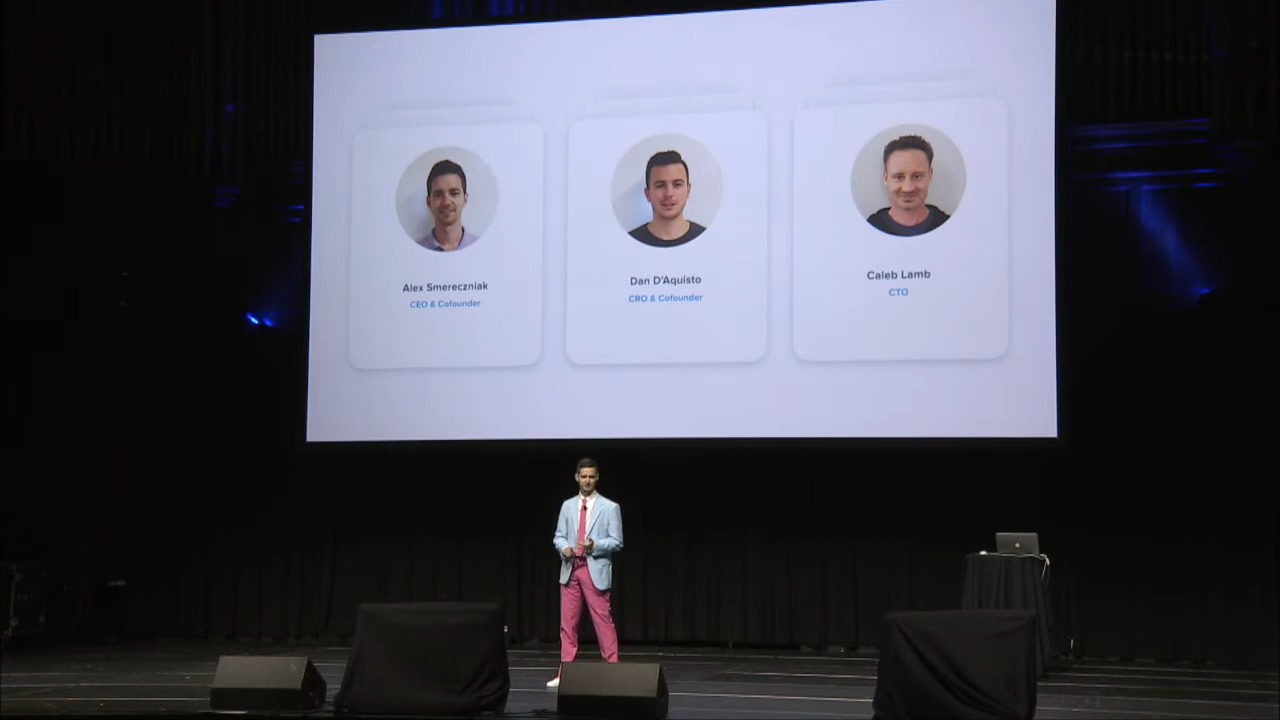 Alex Smereczniak
CEO & Cofounder
Dan D'Aquisto
CRO & Cofounder
Caleb Lamb
CTO